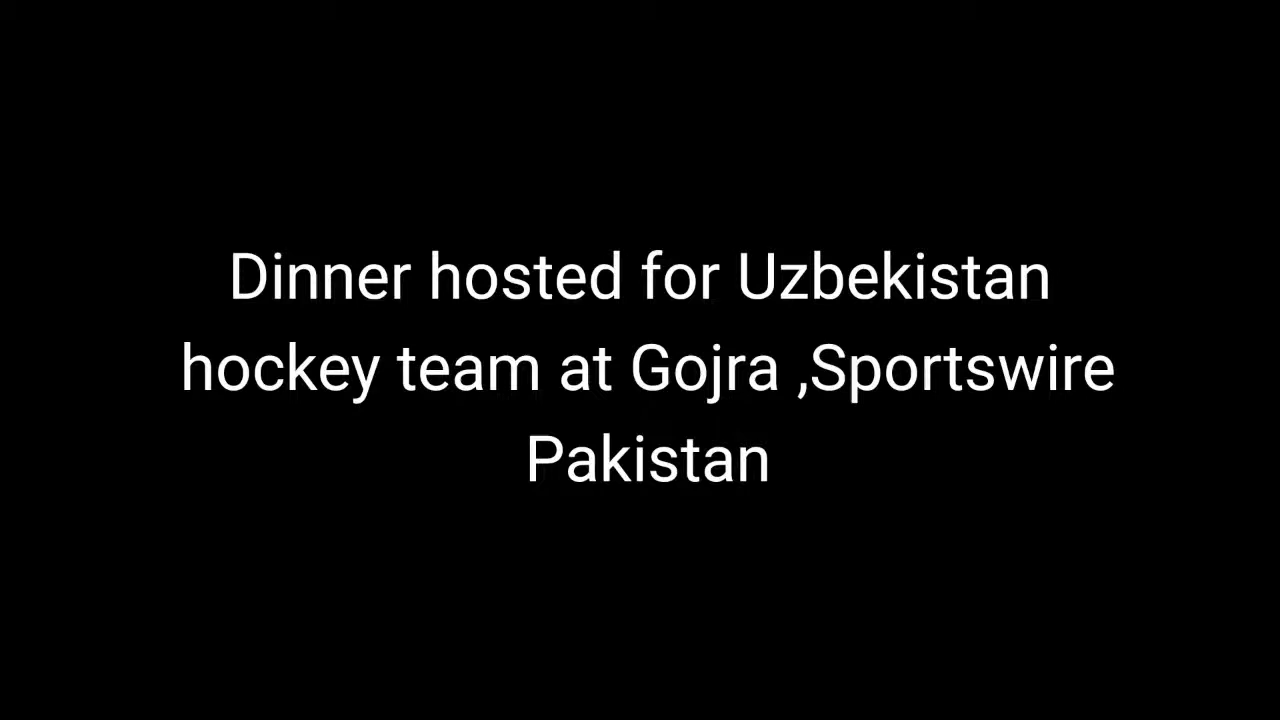 Dinner hosted for Uzbekistan
hockey team at Gojra ,Sportswire
Pakistan